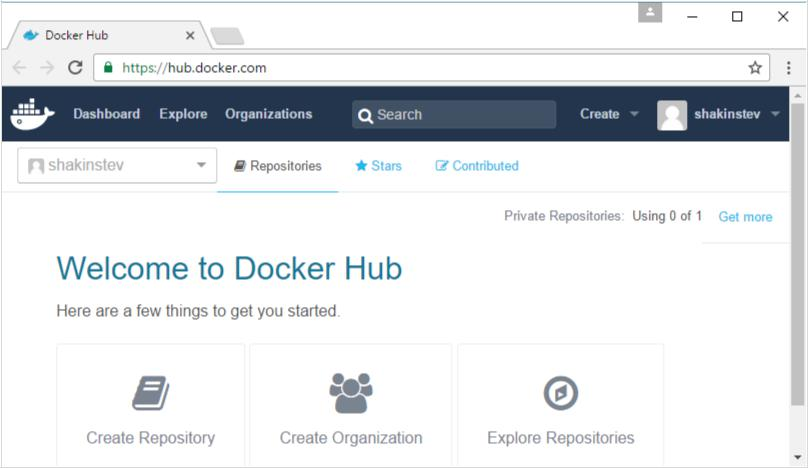 Docker Hub
https://hub.docker.com
Dashboard Explore Organizations Search Create shakinstev
shakinstev Repositories Stars Contributed
Private Repositories: Using 0 of 1 Get more
Welcome to Docker Hub
Here are a few things to get you started.
Create Repository Create Organization Explore Repositories